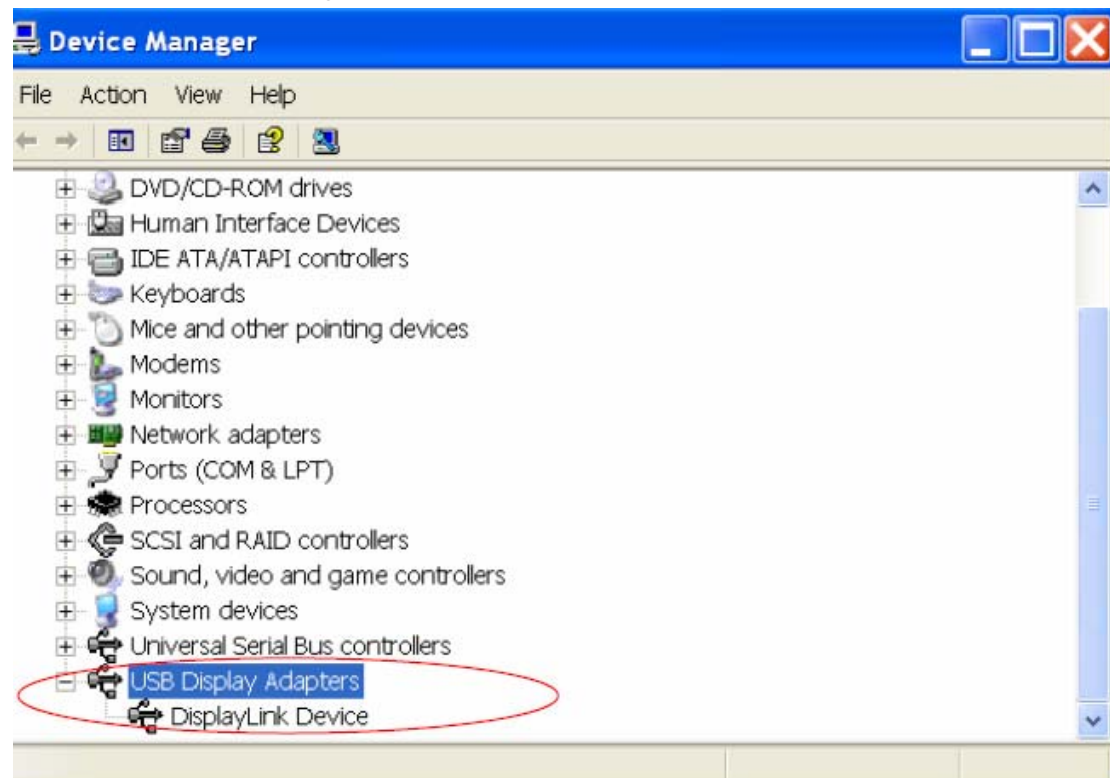 Device Manager
File Action View Help
DVD/CD-ROM drives
Human Interface Devices
IDE ATA/ATAPI controllers
Keyboards
Mice and other pointing devices
Modems
Monitors
Network adapters
Ports (COM & LPT)
Processors
SCSI and RAID controllers
Sound, video and game controllers
System devices
Universal Serial Bus controllers
USB Display Adapters
DisplayLink Device